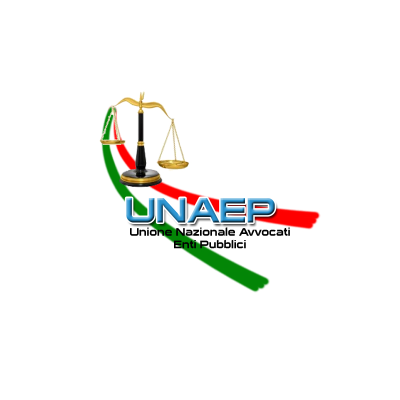 UNAEP
Unione Nazionale Avvocati
Enti Pubblici